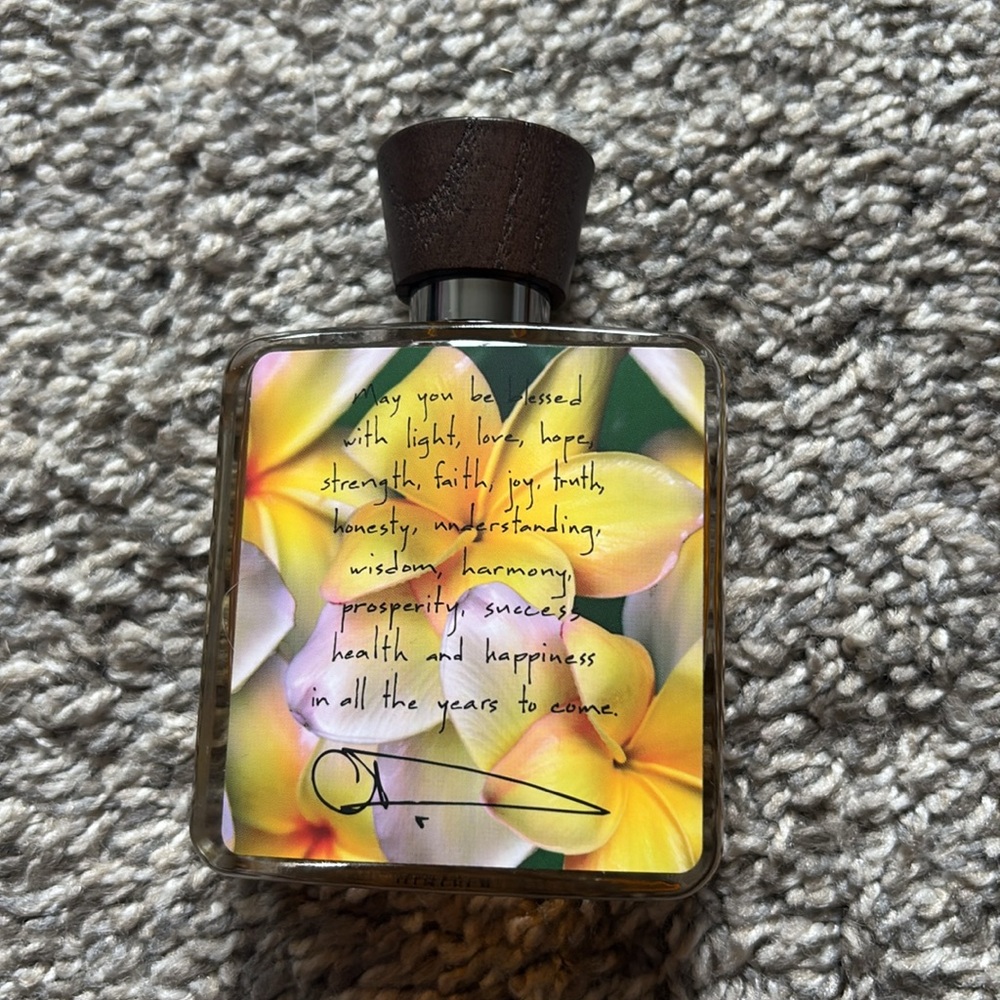 May you be blessed
with light, love, hope,
strength, faith, joy, truth,
honesty, understanding,
wisdom, harmony,
prosperity, success
health and happiness
in all the years to come.